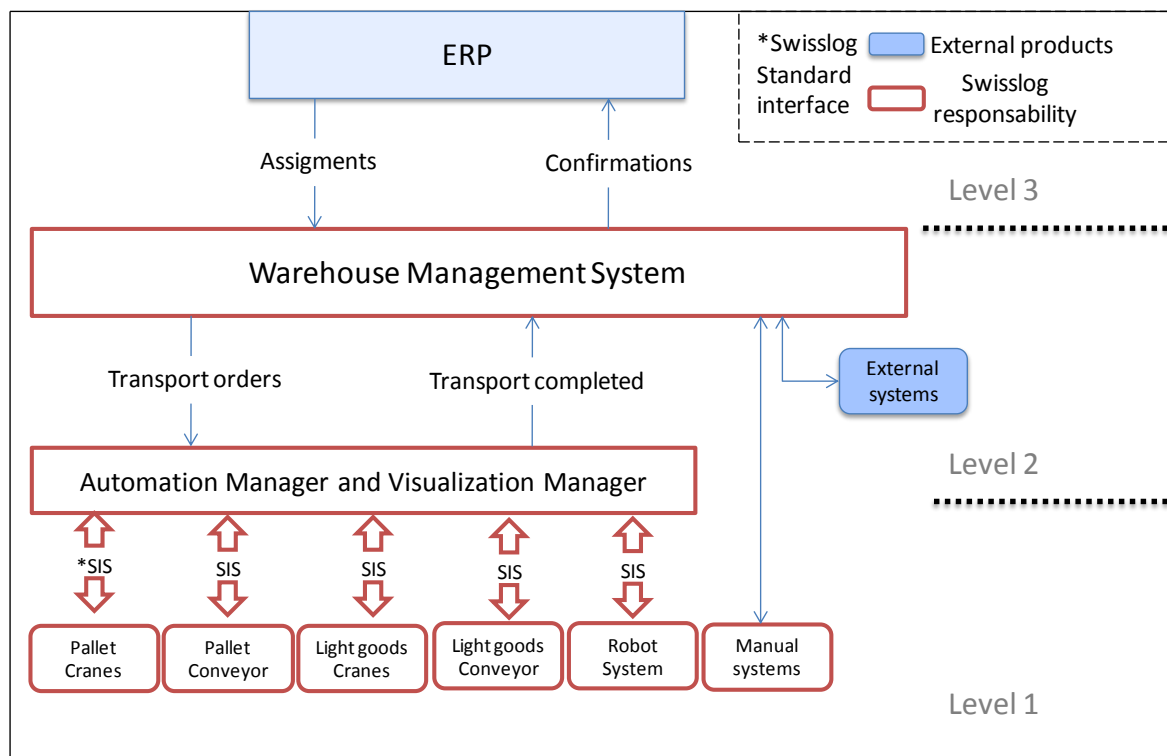 ERP
*Swisslog
Standard
interface
External products
Swisslog
responsability
Assigments
Confirmations
Level 3
Warehouse Management System
Transport orders
Transport completed
External
systems
Level 2
Automation Manager and Visualization Manager
*SIS
SIS
SIS
SIS
SIS
Pallet
Cranes
Pallet
Conveyor
Light goods
Cranes
Light goods
Conveyor
Robot
System
Manual
systems
Level 1